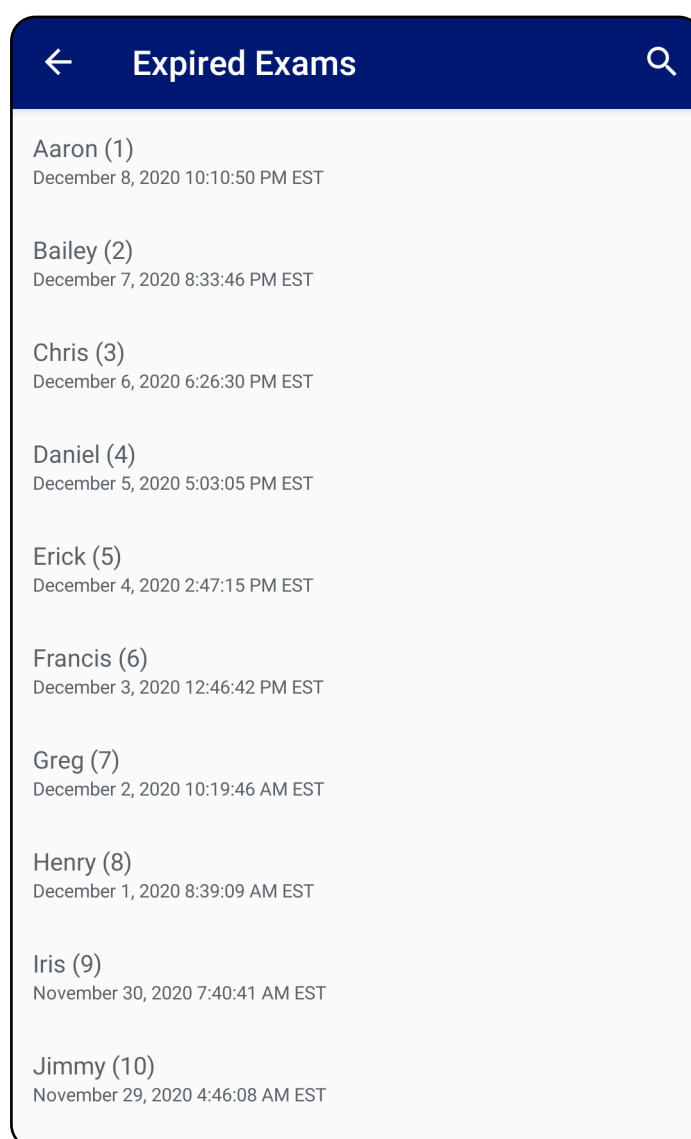 Expired Exams
Aaron (1)
December 8, 2020 10:10:50 PM EST
Bailey (2)
December 7, 2020 8:33:46 PM EST
Chris (3)
December 6, 2020 6:26:30 PM EST
Daniel (4)
December 5, 2020 5:03:05 PM EST
Erick (5)
December 4, 2020 2:47:15 PM EST
Francis (6)
December 3, 2020 12:46:42 PM EST
Greg (7)
December 2, 2020 10:19:46 AM EST
Henry (8)
December 1, 2020 8:39:09 AM EST
Iris (9)
November 30, 2020 7:40:41 AM EST
Jimmy (10)
November 29, 2020 4:46:08 AM EST